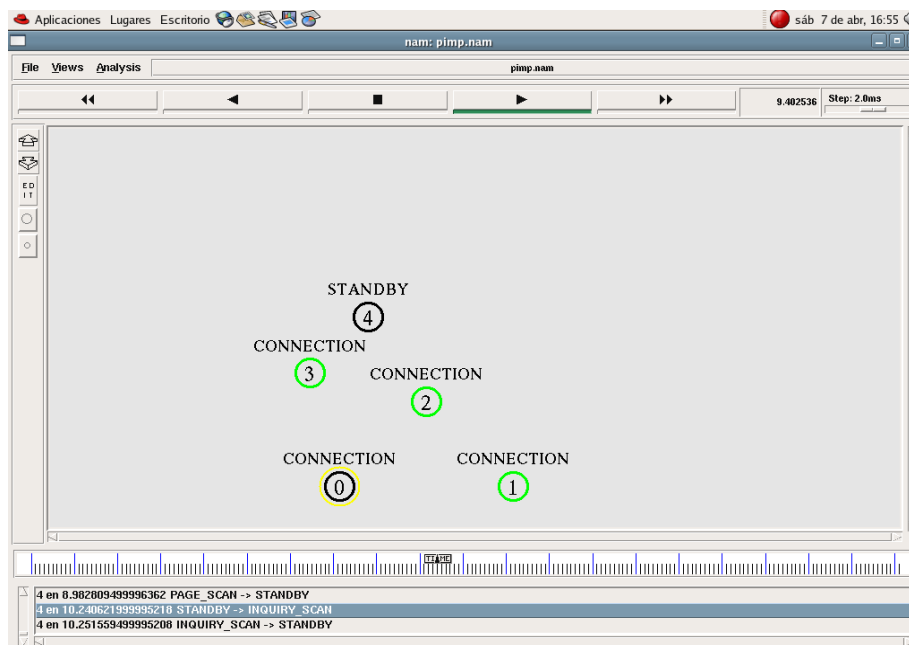 Aplicaciones Lugares Escritorio
sáb 7 de abr, 16:55
nam: pimp.nam
File Views Analysis
pimp.nam
9.402536
Step: 2.0ms
E D
I T
STANDBY
4
CONNECTION
3
CONNECTION
2
CONNECTION
0
CONNECTION
1
TIME
4 en 8.982809499996362 PAGE_SCAN -> STANDBY
4 en 10.240621999995218 STANDBY -> INQUIRY_SCAN
4 en 10.251559499995208 INQUIRY_SCAN -> STANDBY